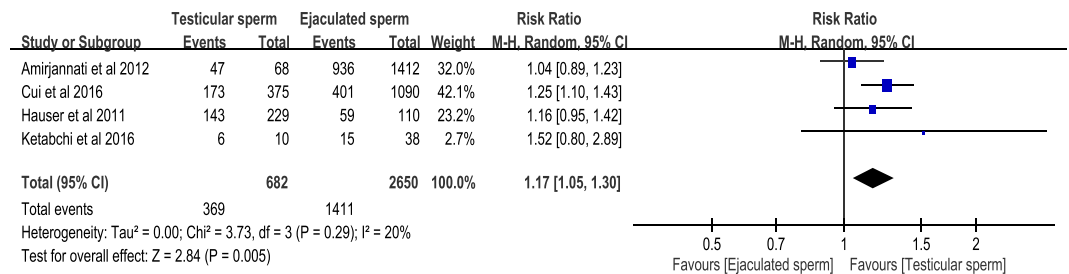 Testicular sperm Ejaculated sperm Risk Ratio Risk Ratio
Study or Subgroup Events Total Events Total Weight M-H, Random, 95% CI M-H, Random, 95% CI
Amirjannati et al 2012 47 68 936 1412 32.0% 1.04 [0.89, 1.23]
Cui et al 2016 173 375 401 1090 42.1% 1.25 [1.10, 1.43]
Hauser et al 2011 143 229 59 110 23.2% 1.16 [0.95, 1.42]
Ketabchi et al 2016 6 10 15 38 2.7% 1.52 [0.80, 2.89]
Total (95% CI) 682 2650 100.0% 1.17 [1.05, 1.30]
Total events 369 1411
Heterogeneity: Tau² = 0.00; Chi² = 3.73, df = 3 (P = 0.29); I² = 20%
Test for overall effect: Z = 2.84 (P = 0.005)
0.5 0.7 1 1.5 2
Favours [Ejaculated sperm] Favours [Testicular sperm]